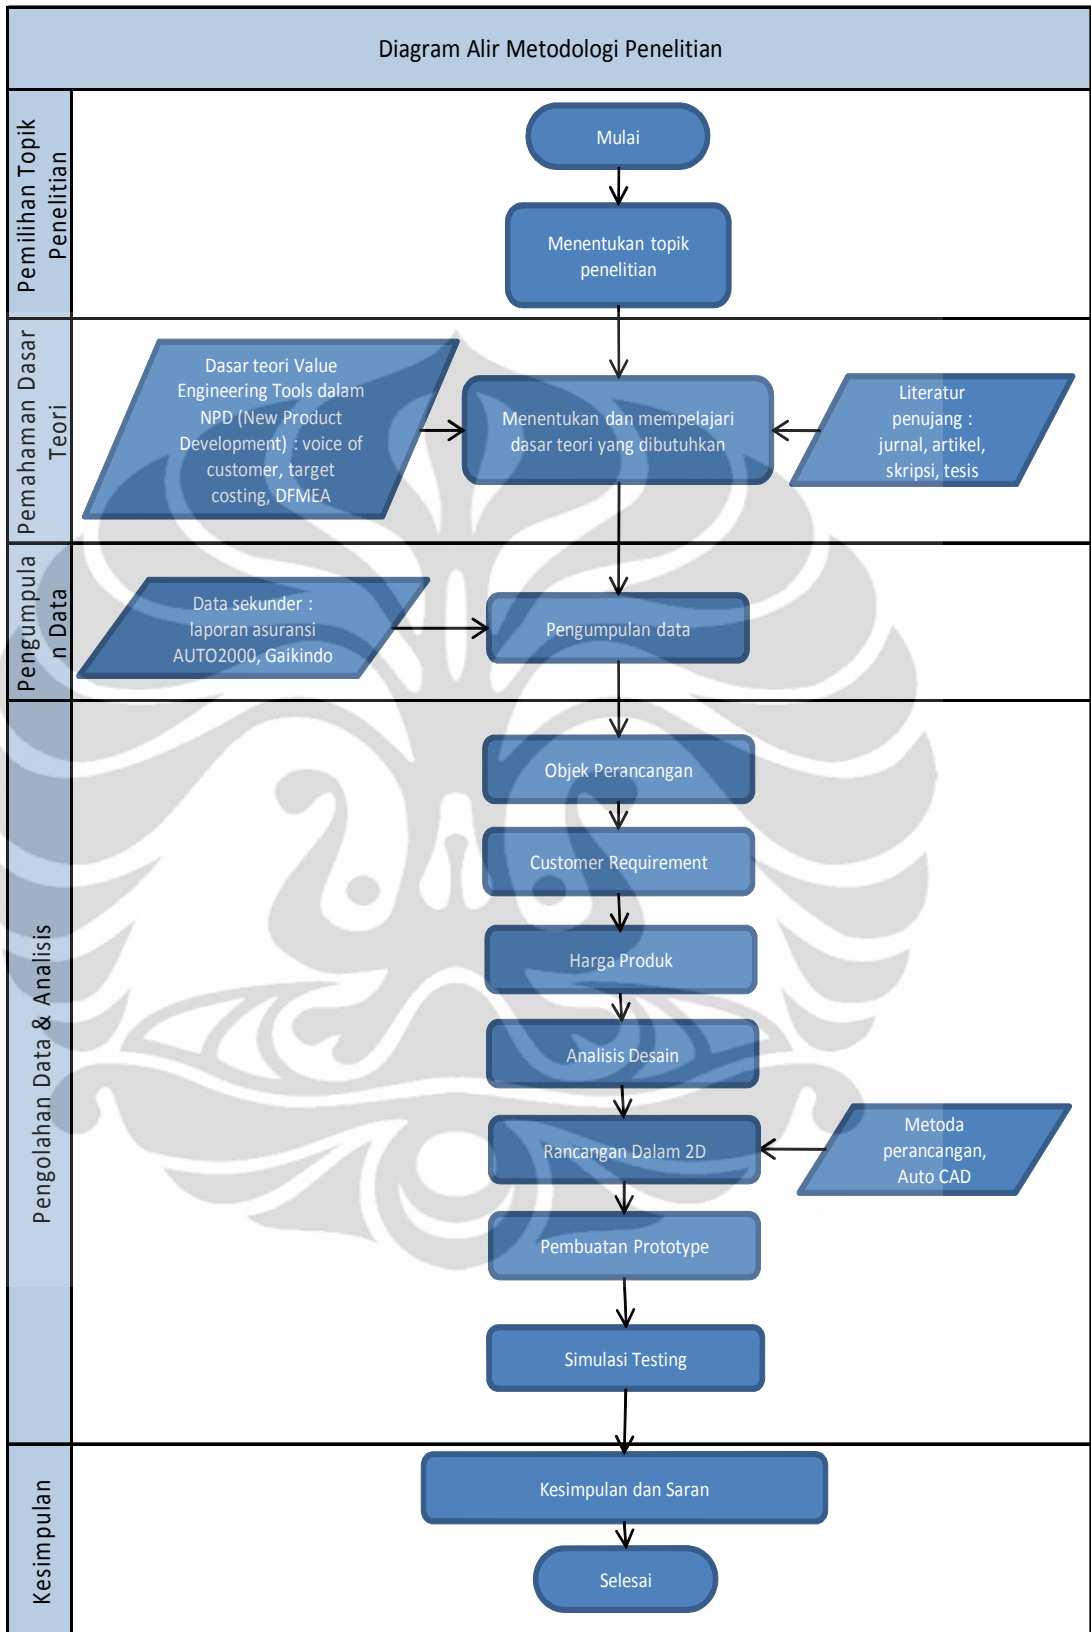 Diagram Alir Metodologi Penelitian
Pemilihan Topik
Penelitian
Mulai
Menentukan topik
penelitian
Pemahaman Dasar
Teori
Dasar teori Value
Engineering Tools dalam
NPD (New Product
Development) : voice of
customer, target
costing, DFMEA
Menentukan dan mempelajari
dasar teori yang dibutuhkan
Literatur
penujang :
jurnal, artikel,
skripsi, tesis
Pengumpula
n Data
Data sekunder :
laporan asuransi
AUTO2000, Gaikindo
Pengumpulan data
Pengolahan Data & Analisis
Objek Perancangan
Customer Requirement
Harga Produk
Analisis Desain
Rancangan Dalam 2D
Metoda
perancangan,
Auto CAD
Pembuatan Prototype
Simulasi Testing
Kesimpulan
Kesimpulan dan Saran
Selesai